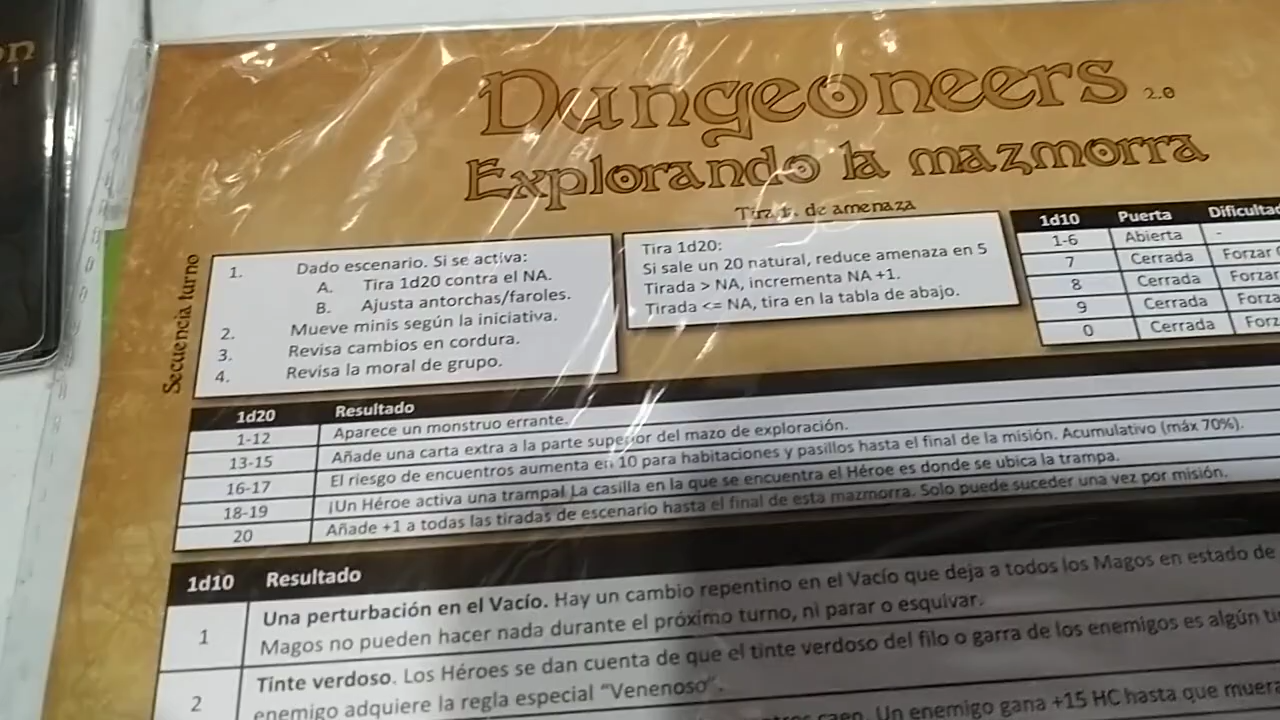 on
Dungeoneers 2.0
Explorando la mazmorra
Secuencia turno
1. Dado escenario. Si se activa:
A. Tira 1d20 contra el NA.
B. Ajusta antorchas/faroles.
2. Mueve minis según la iniciativa.
3. Revisa cambios en cordura.
4. Revisa la moral de grupo.
de amenaza
Tira 1d20:
Si sale un 20 natural, reduce amenaza en 5
Tirada > NA, incrementa NA +1.
Tirada <= NA, tira en la tabla de abajo.
1d10 Puerta Dificultad
1-6 Abierta -
7 Cerrada Forzar
8 Cerrada Forzar
9 Cerrada Forza
0 Cerrada Forz
1d20 Resultado
1-12 Aparece un monstruo errante.
13-15 Añade una carta extra a la parte superior del mazo de exploración.
16-17 El riesgo de encuentros aumenta en 10 para habitaciones y pasillos hasta el final de la misión. Acumulativo (máx 70%).
18-19 ¡Un Héroe activa una trampa! La casilla en la que se encuentra el Héroe es donde se ubica la trampa.
20 Añade +1 a todas las tiradas de escenario hasta el final de esta mazmorra. Solo puede suceder una vez por misión.
1d10 Resultado
1 Una perturbación en el Vacío. Hay un cambio repentino en el Vacío que deja a todos los Magos en estado de
Magos no pueden hacer nada durante el próximo turno, ni parar o esquivar.
2 Tinte verdoso. Los Héroes se dan cuenta de que el tinte verdoso del filo o garra de los enemigos es algún
enemigo adquiere la regla especial "Venenoso".
caen. Un enemigo gana +15 HC hasta que muera